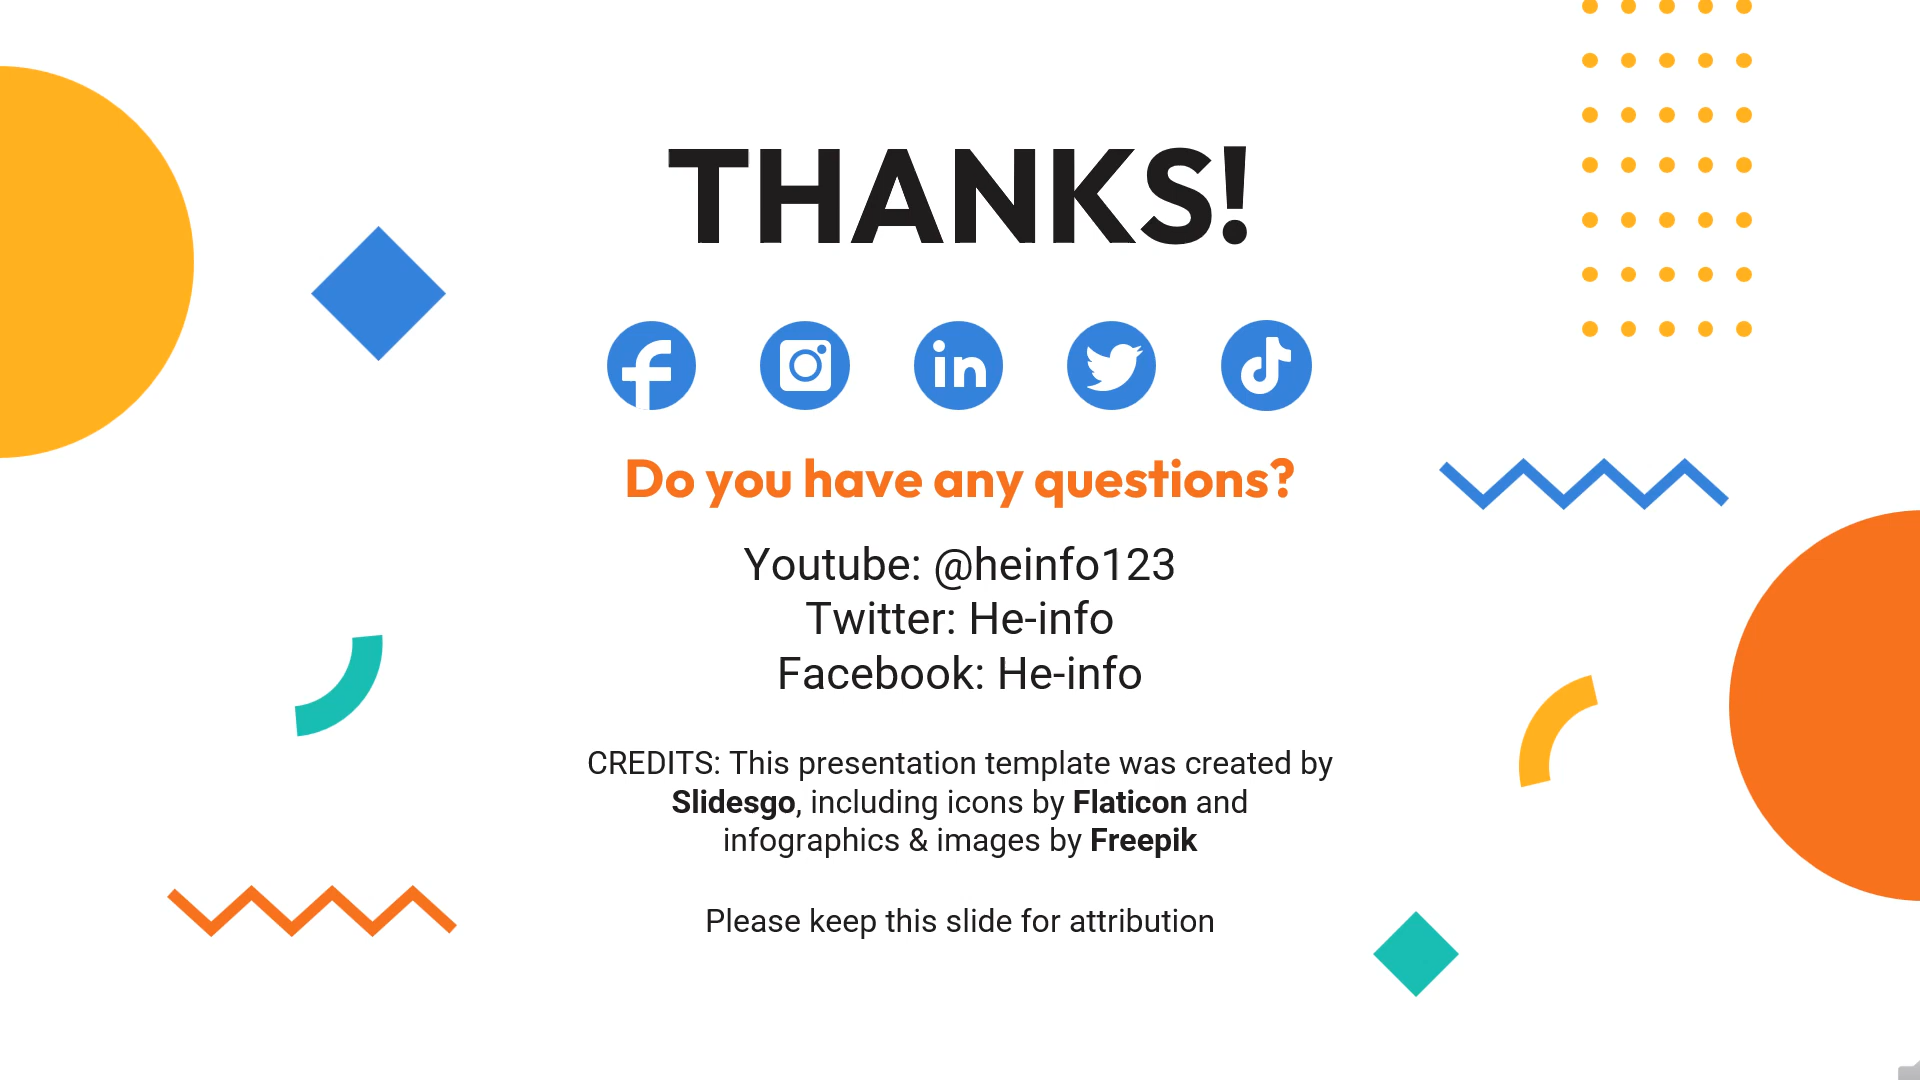 THANKS!
Do you have any questions?
Youtube: @heinfo123
Twitter: He-info
Facebook: He-info
CREDITS: This presentation template was created by
Slidesgo, including icons by Flaticon and
infographics & images by Freepik
Please keep this slide for attribution